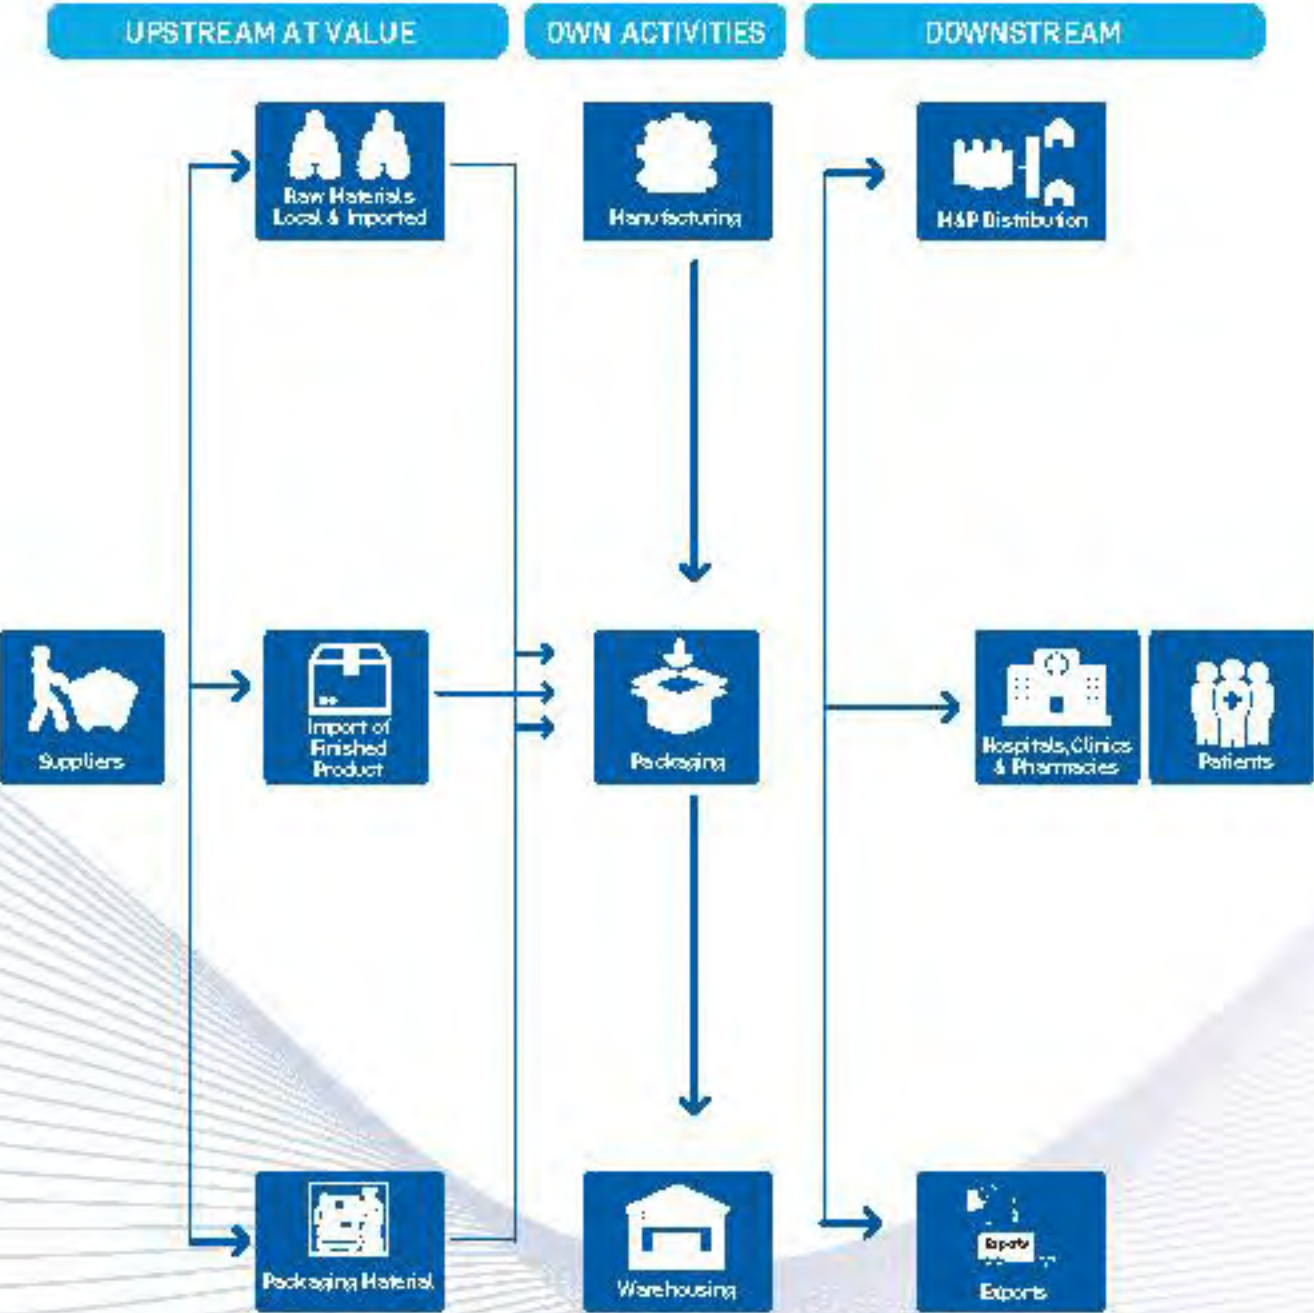 UPSTREAM AT VALUE
OWN ACTIVITIES
DOWNSTREAM
Raw Materials
Local & Imported
Manufacturing
M&P Distribution
Suppliers
Import of
Finished
Product
Packaging
Hospitals, Clinics
& Pharmacies
Patients
Packaging Material
Warehousing
Exports
Exports